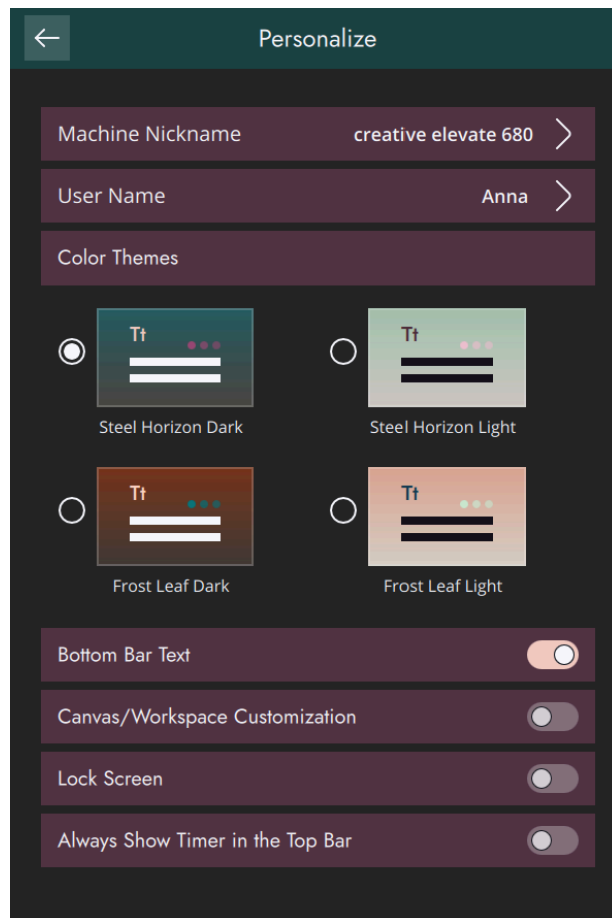 Personalize
Machine Nickname creative elevate 680
User Name Anna
Color Themes
Tt Tt
Steel Horizon Dark Steel Horizon Light
Tt Tt
Frost Leaf Dark Frost Leaf Light
Bottom Bar Text
Canvas/Workspace Customization
Lock Screen
Always Show Timer in the Top Bar